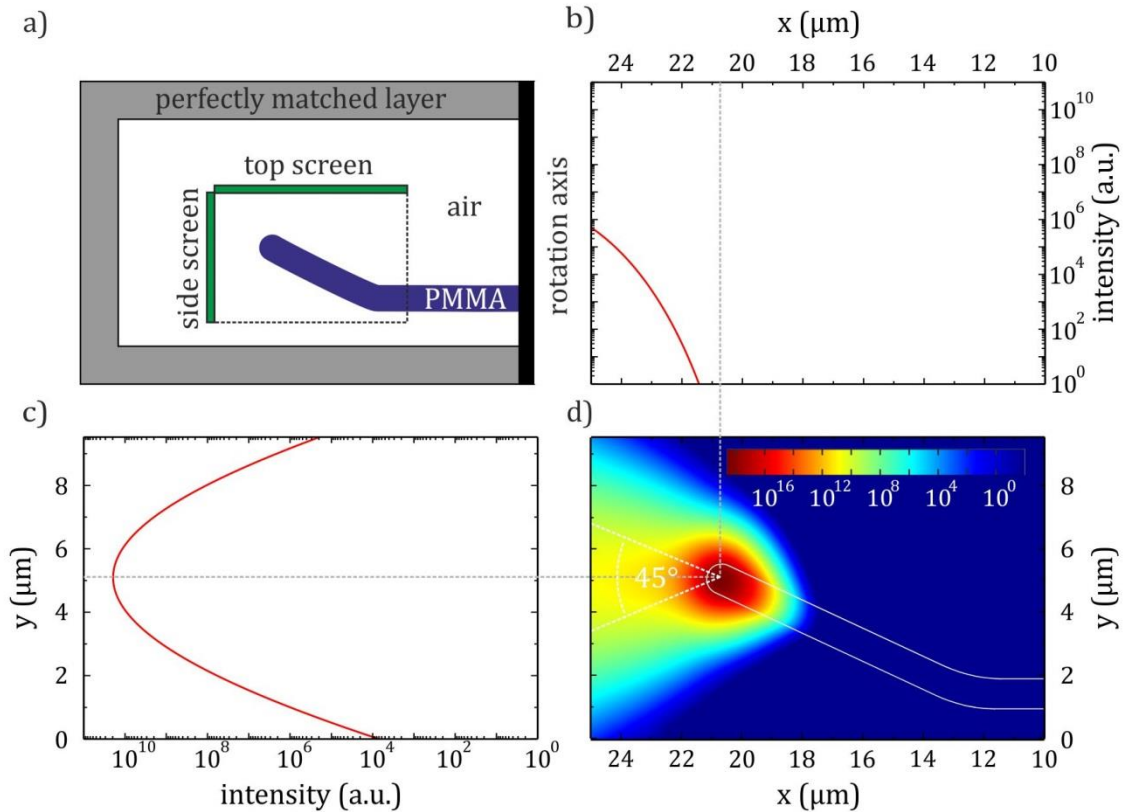 a)
perfectly matched layer
top screen
side screen
air
PMMA
rotation axis
b)
x (μm)
24 22 20 18 16 14 12 10
10^10
10^8
10^6
10^4
10^2
10^0
intensity (a.u.)
c)
8
6
4
2
0
y (μm)
10^10 10^8 10^6 10^4 10^2 10^0
intensity (a.u.)
d)
10^16 10^12 10^8 10^4 10^0
45°
8
6
4
2
0
y (μm)
24 22 20 18 16 14 12 10
x (μm)